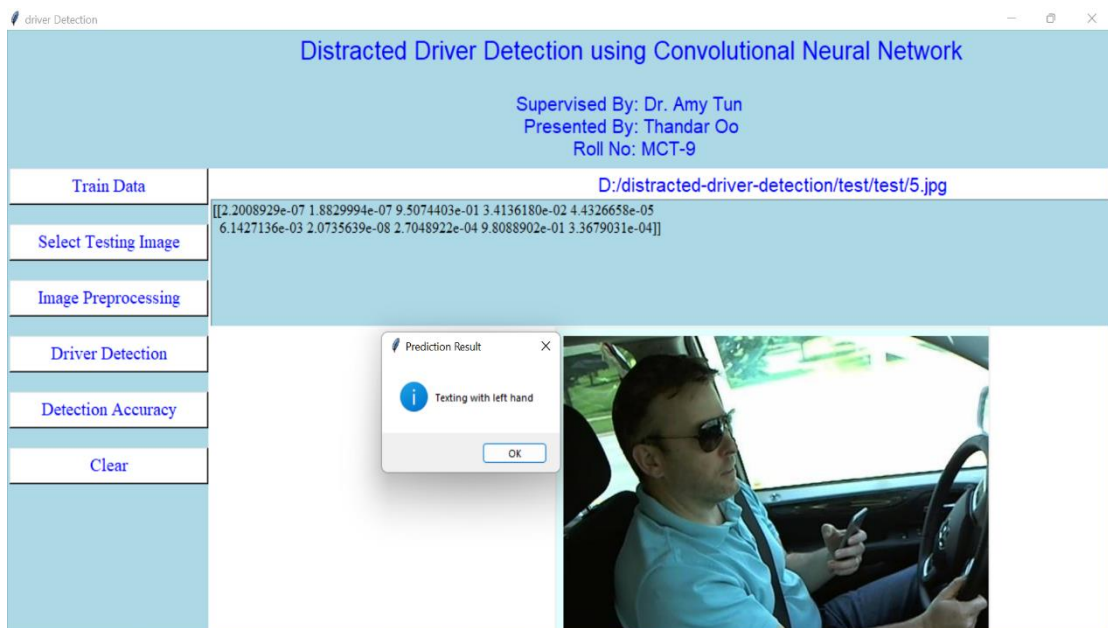 driver Detection
Distracted Driver Detection using Convolutional Neural Network
Supervised By: Dr. Amy Tun
Presented By: Thandar Oo
Roll No: MCT-9
Train Data
D:/distracted-driver-detection/test/test/5.jpg
[[2.2008929e-07 1.8829994e-07 9.5074403e-01 3.4136180e-02 4.4326658e-05
6.1427136e-03 2.0735639e-08 2.7048922e-04 9.8088902e-01 3.3679031e-04]]
Select Testing Image
Image Preprocessing
Driver Detection
Detection Accuracy
Clear
Prediction Result
Texting with left hand
OK